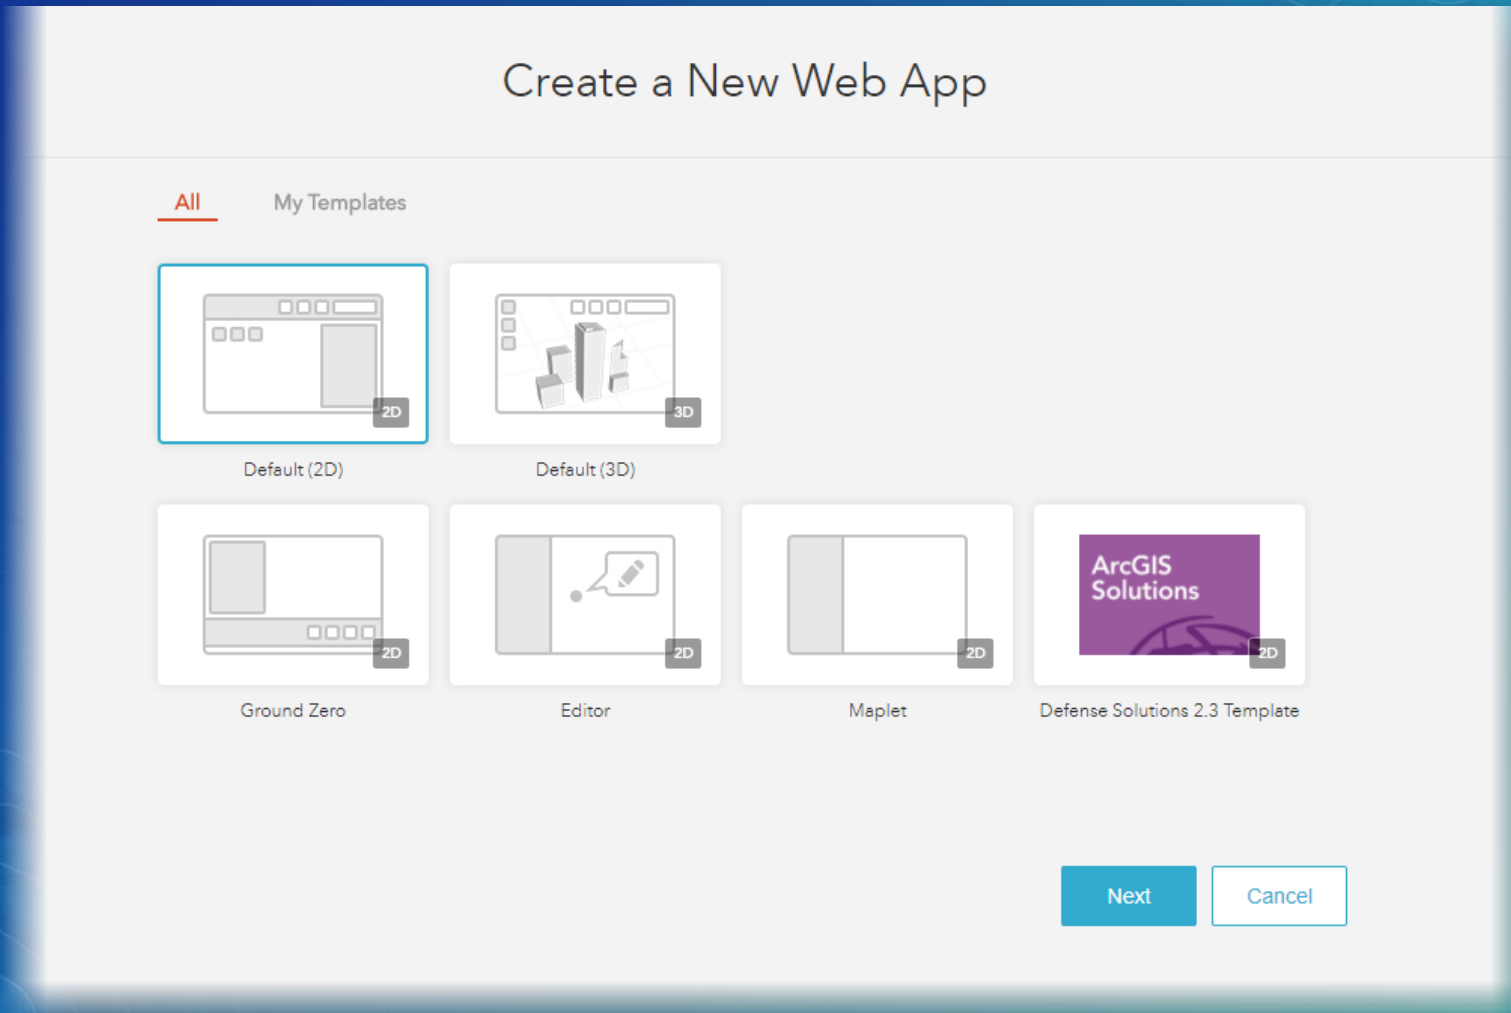 Create a New Web App
All
My Templates
2D
3D
Default (2D)
Default (3D)
2D
2D
2D
ArcGIS
Solutions
2D
Ground Zero
Editor
Maplet
Defense Solutions 2.3 Template
Next
Cancel